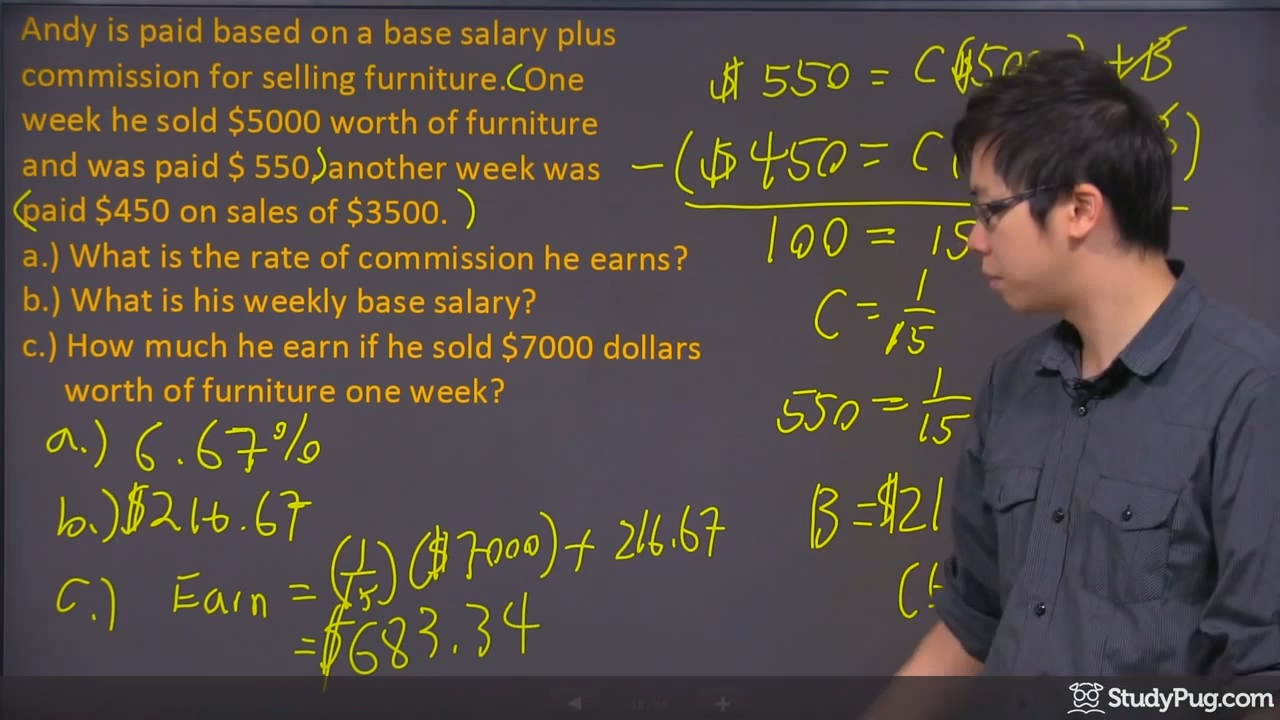 Andy is paid based on a base salary plus
commission for selling furniture.(One
week he sold $5000 worth of furniture
and was paid $ 550,)another week was
(paid $450 on sales of $3500. )
a.) What is the rate of commission he earns?
b.) What is his weekly base salary?
c.) How much he earn if he sold $7000 dollars
worth of furniture one week?
a.) 6.67%
b.) $216.67
c.) Earn = (1/15)($7000) + 216.67
= $683.34
$ 550 = C($500 ) + B
-($ 450 = C( )
100 = 15
C = 1/15
550 = 1/15
B = $21
StudyPug.com